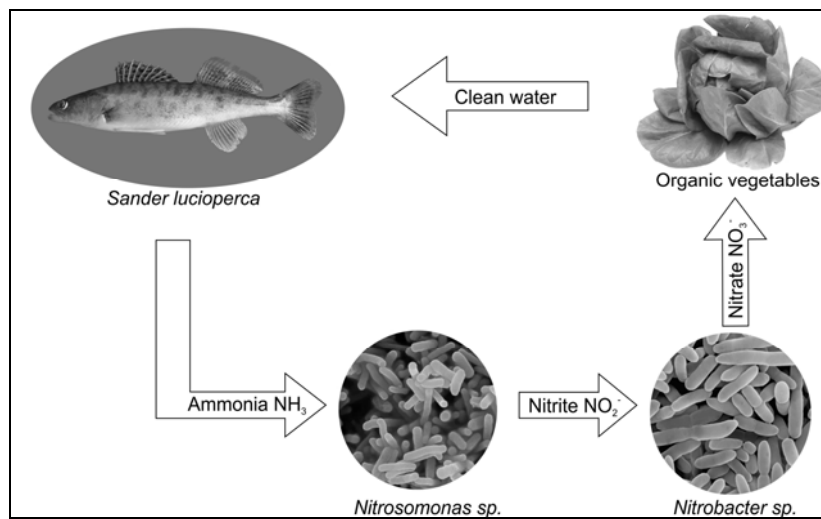 Clean water
Organic vegetables
Sander lucioperca
Nitrate NO₃⁻
Ammonia NH₃
Nitrite NO₂⁻
Nitrosomonas sp.
Nitrobacter sp.